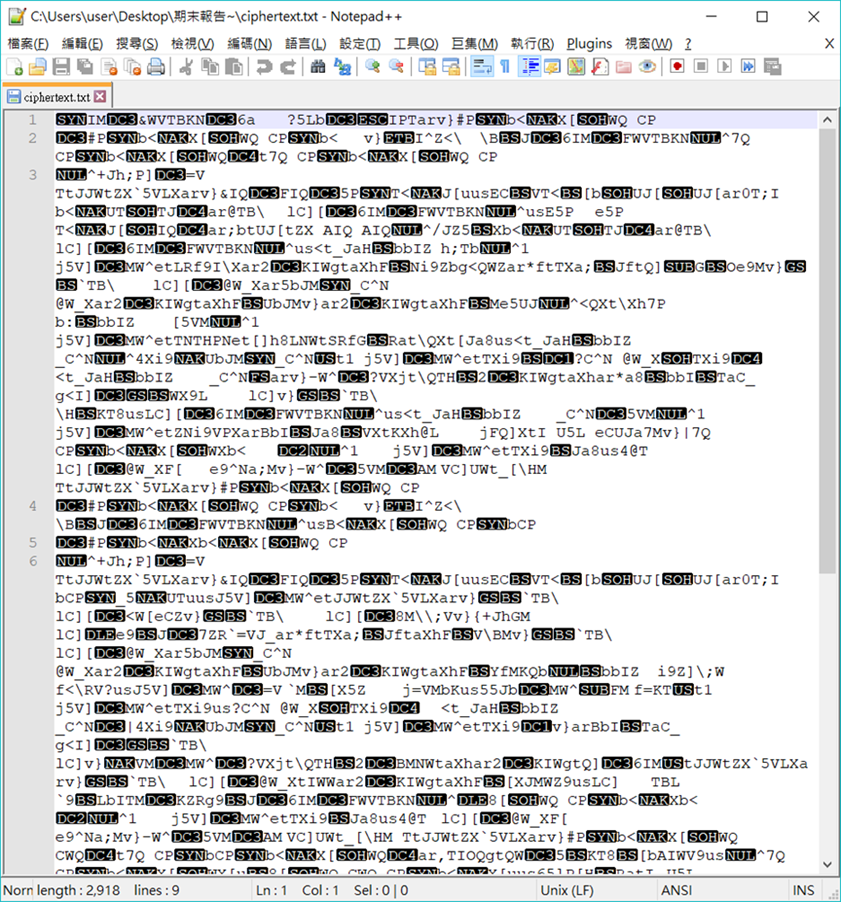 C:\Users\user\Desktop\期末報告~\ciphertext.txt - Notepad++
檔案(F) 編輯(E) 搜尋(S) 檢視(V) 編碼(N) 語言(L) 設定(T) 工具(O) 巨集(M) 執行(R) Plugins 視窗(W) ? X
ciphertext.txt
1 SYNIMDC3&WVTBKNDC36a ?5LbDC3ESCIPTarv}#PSYNb<NAKX[SOHWQ CP
2 DC3#PSYNb<NAKX[SOHWQ CPSYNb< v}ETBI^Z<\ \BBSJDC36IMDC3FWVTBKNNUL^7Q
CPSYNb<NAKX[SOHWQDC4t7Q CPSYNb<NAKX[SOHWQ CP
3 NUL^+Jh;P]DC3=V
TtJJWtZX`5VLXarv}&IQDC3FIQDC35PSYNT<NAKJ[uusECBSVT<BS[bSOHUJ[SOHUJ[ar0T;I
b<NAKUTSOHTJDC4ar@TB\ lC][DC36IMDC3FWVTBKNNUL^usE5P e5P
T<NAKJ[SOHIQDC4ar;btUJ[tZX AIQ AIQNUL^/JZ5BSXb<NAKUTSOHTJDC4ar@TB\
lC][DC36IMDC3FWVTBKNNUL^us<t_JaHBSbbIZ h;TbNUL^1
j5V]DC3MW^etLRf9I\Xar2DC3KIWgtaXhFBSNi9Zbg<QWZar*ftTXa;BSJftQ]SUBGBSOe9Mv}GS
BS`TB\ lC][DC3@W_Xar5bJMSYN_C^N
@W_Xar2DC3KIWgtaXhFBSUbJMv}ar2DC3KIWgtaXhFBSMe5UJNUL^<QXt\Xh7P
b:BSbbIZ [5VMNUL^1
j5V]DC3MW^etTNTHPNet[]h8LNWtSRfGBSRat\QXt[Ja8us<t_JaHBSbbIZ
_C^NNUL^4Xi9NAKUbJMSYN_C^NUSt1 j5V]DC3MW^etTXi9BSDC1?C^N @W_XSOHTXi9DC4
<t_JaHBSbbIZ _C^NFSarv}-W^DC3?VXjt\QTHBS2DC3KIWgtaXhar*a8BSbbIBSTaC_
g<I]DC3GSBSWX9L lC]v}GSBS`TB\
\HBSKT8usLC][DC36IMDC3FWVTBKNNUL^us<t_JaHBSbbIZ _C^NDC35VMNUL^1
j5V]DC3MW^etZNi9VPXarBbIBSJa8BSVXtKXh@L jFQ]XtI U5L eCUJa7Mv}|7Q
CPSYNb<NAKX[SOHWXb< DC2NUL^1 j5V]DC3MW^etTXi9BSJa8us4@T
lC][DC3@W_XF[ e9^Na;Mv}-W^DC35VMDC3AM VC]UWt_[\HM
TtJJWtZX`5VLXarv}#PSYNb<NAKX[SOHWQ CP
4 DC3#PSYNb<NAKX[SOHWQ CPSYNb< v}ETBI^Z<\
\BBSJDC36IMDC3FWVTBKNNUL^usB<NAKX[SOHWQ CPSYNbCP
5 DC3#PSYNb<NAKXb<NAKX[SOHWQ CP
6 NUL^+Jh;P]DC3=V
TtJJWtZX`5VLXarv}&IQDC3FIQDC35PSYNT<NAKJ[uusECBSVT<BS[bSOHUJ[SOHUJ[ar0T;I
bCPSYN_5NAKUTuusJ5V]DC3MW^etJJWtZX`5VLXarv}GSBS`TB\
lC][DC3<W[eCZv}GSBS`TB\ lC][DC38M\\;Vv}{+JhGM
lC]DLEe9BSJDC37ZR`=VJ_ar*ftTXa;BSJftaXhFBSV\BMv}GSBS`TB\
lC][DC3@W_Xar5bJMSYN_C^N
@W_Xar2DC3KIWgtaXhFBSUbJMv}ar2DC3KIWgtaXhFBSYfMKQbNULBSbbIZ i9Z]\;W
f<\RV?usJ5V]DC3MW^DC3=V `MBS[X5Z j=VMbKus55JbDC3MW^SUBFM f=KTUSt1
j5V]DC3MW^etTXi9us?C^N @W_XSOHTXi9DC4 <t_JaHBSbbIZ
_C^NDC3|4Xi9NAKUbJMSYN_C^NUSt1 j5V]DC3MW^etTXi9DC1v}arBbIBSTaC_
g<I]DC3GSBS`TB\
lC]v}NAKVMDC3MW^DC3?VXjt\QTHBS2DC3BMNWtaXhar2DC3KIWgtQ]DC36IMUStJJWtZX`5VLXa
rv}GSBS`TB\ lC][DC3@W_XtIWWar2DC3KIWgtaXhFBS[XJMWZ9usLC] TBL
`9BSLbITMDC3KZRg9BSJDC36IMDC3FWVTBKNNUL^DLE8[SOHWQ CPSYNb<NAKXb<
DC2NUL^1 j5V]DC3MW^etTXi9BSJa8us4@T lC][DC3@W_XF[
e9^Na;Mv}-W^DC35VMDC3AM VC]UWt_[\HM TtJJWtZX`5VLXarv}#PSYNb<NAKX[SOHWQ
CWQDC4t7Q CPSYNbCPSYNb<NAKX[SOHWQDC4ar,TIOQgtQWDC35BSKT8BS[bAIWV9usNUL^7Q
Norn length : 2,918 lines : 9 Ln : 1 Col : 1 Sel : 0 | 0 Unix (LF) ANSI INS